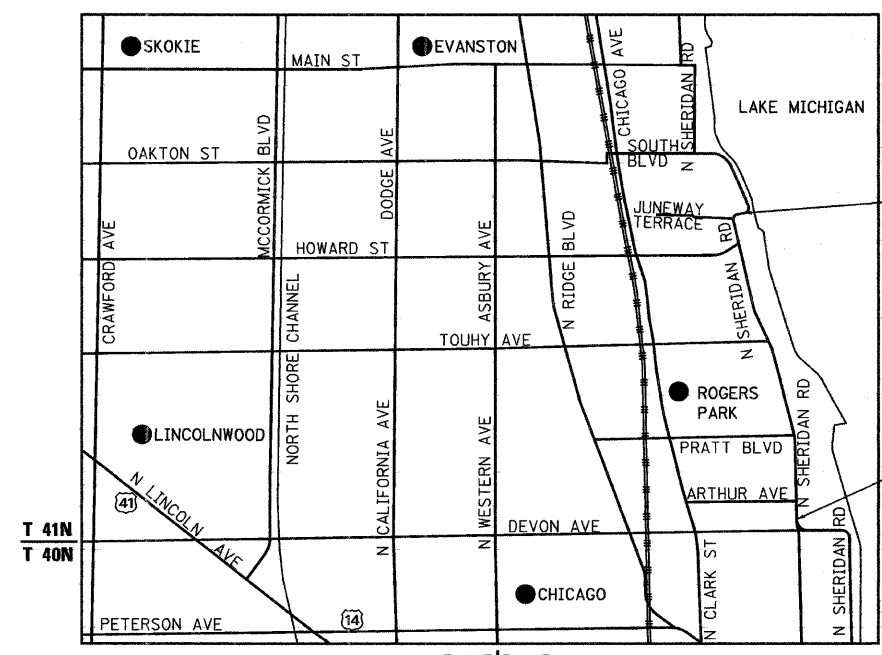 SKOKIE
EVANSTON
MAIN ST
CHICAGO AVE
N SHERIDAN RD
LAKE MICHIGAN
OAKTON ST
MCCORMICK BLVD
DODGE AVE
SOUTH
BLVD
JUNEWAY
TERRACE
CRAWFORD AVE
HOWARD ST
ASBURY AVE
N RIDGE BLVD
N SHERIDAN RD
NORTH SHORE CHANNEL
TOUHY AVE
ROGERS
PARK
LINCOLNWOOD
N CALIFORNIA AVE
N WESTERN AVE
PRATT BLVD
N SHERIDAN RD
N LINCOLN AVE
41
ARTHUR AVE
T 41N
T 40N
DEVON AVE
N CLARK ST
N SHERIDAN RD
CHICAGO
PETERSON AVE
14